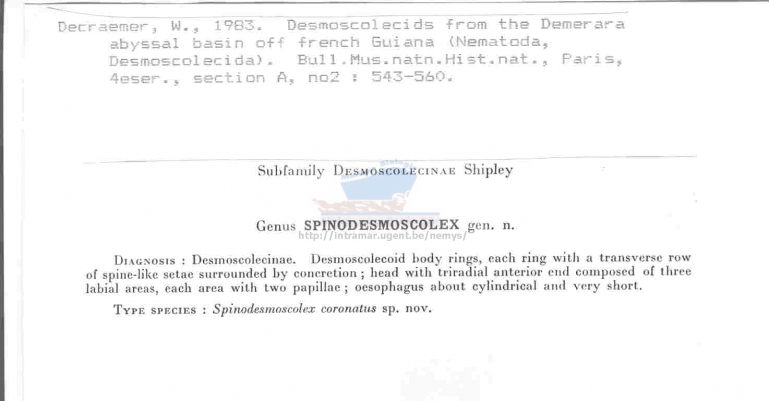 Decraemer, W., 1983. Desmoscolecids from the Demerara
abyssal basin off french Guiana (Nematoda,
Desmoscolecida). Bull.Mus.natn.Hist.nat., Paris,
4eser., section A, no2 : 543-560.
Subfamily DESMOSCOLECINAE Shipley
Genus SPINODESMOSCOLEX gen. n.
http://intramar.ugent.be/nemys/
DIAGNOSIS : Desmoscolecinae. Desmoscolecoid body rings, each ring with a transverse row
of spine-like setae surrounded by concretion ; head with triradial anterior end composed of three
labial areas, each area with two papillae ; oesophagus about cylindrical and very short.
TYPE SPECIES : Spinodesmoscolex coronatus sp. nov.